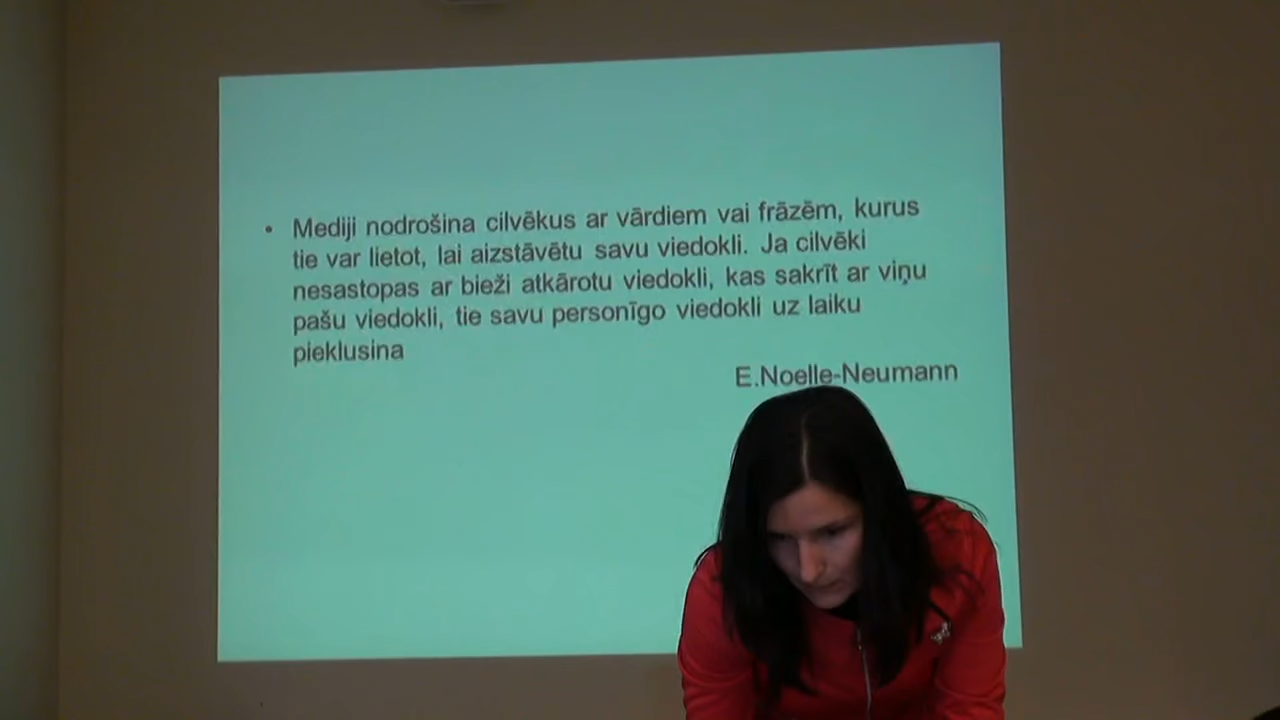 • Mediji nodrošina cilvēkus ar vārdiem vai frāzēm, kurus
tie var lietot, lai aizstāvētu savu viedokli. Ja cilvēki
nesastopas ar bieži atkārotu viedokli, kas sakrīt ar viņu
pašu viedokli, tie savu personīgo viedokli uz laiku
pieklusina
E.Noelle-Neumann